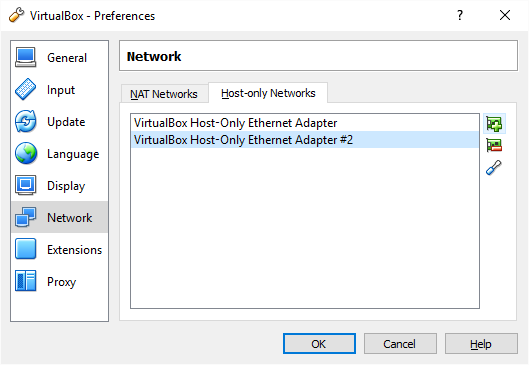 VirtualBox - Preferences
?
General
Input
Update
Language
Display
Network
Extensions
Proxy
Network
NAT Networks
Host-only Networks
VirtualBox Host-Only Ethernet Adapter
VirtualBox Host-Only Ethernet Adapter #2
OK
Cancel
Help